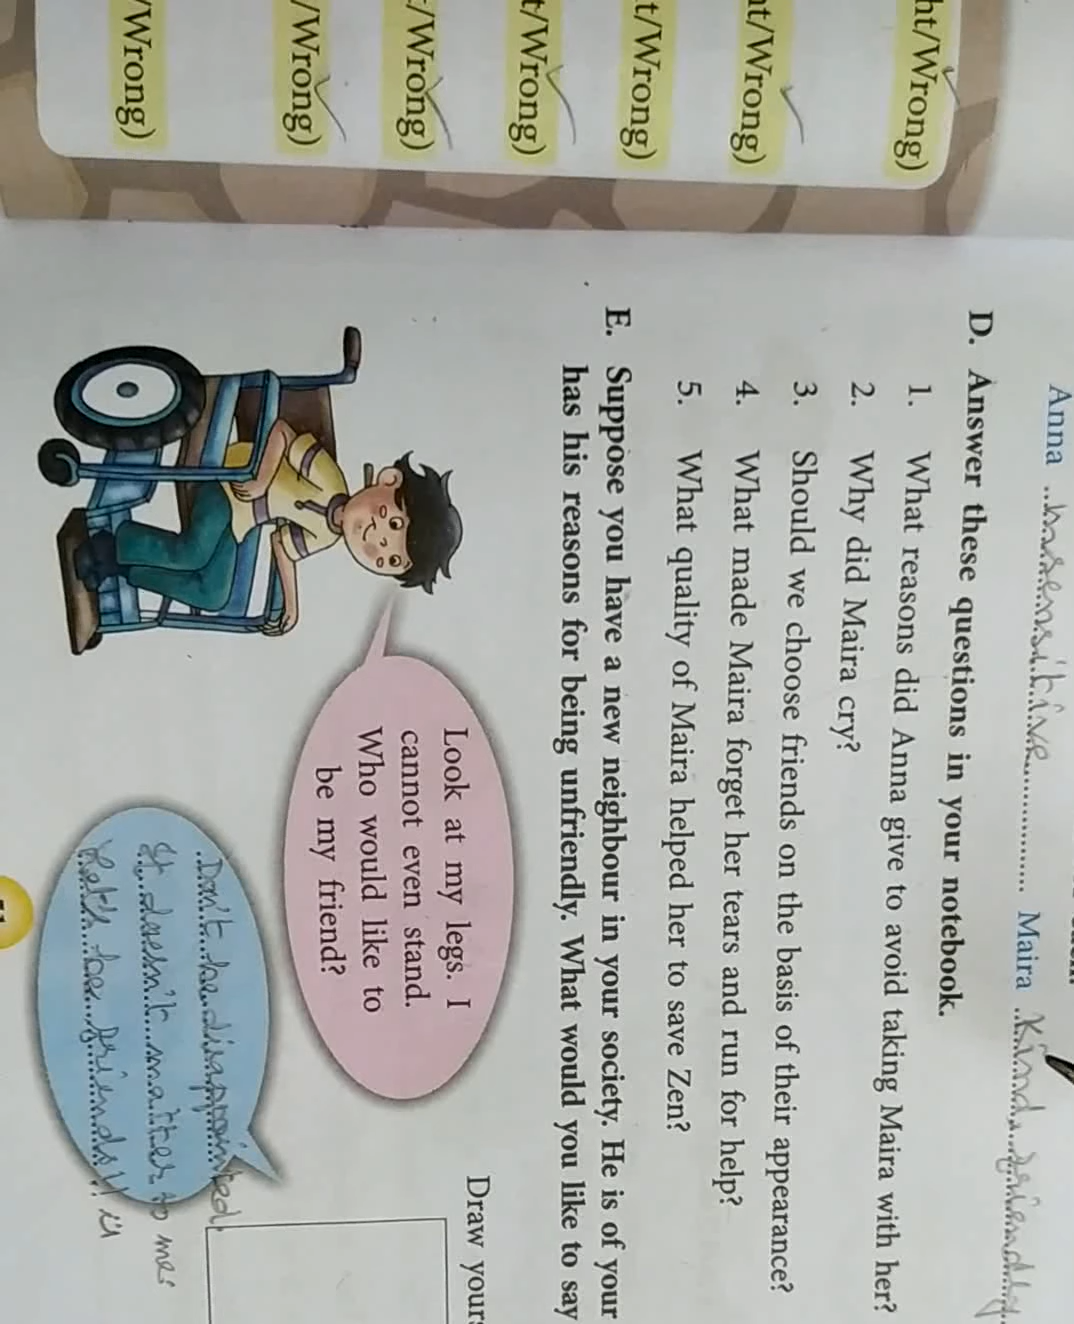 ht/Wrong)
t/Wrong)
t/Wrong)
t/Wrong)
/Wrong)
/Wrong)
/Wrong)
Anna insensitive Maira Kind, friendly
D. Answer these questions in your notebook.
1. What reasons did Anna give to avoid taking Maira with her?
2. Why did Maira cry?
3. Should we choose friends on the basis of their appearance?
4. What made Maira forget her tears and run for help?
5. What quality of Maira helped her to save Zen?
E. Suppose you have a new neighbour in your society. He is of your
has his reasons for being unfriendly. What would you like to say
Draw yours
Look at my legs. I
cannot even stand.
Who would like to
be my friend?
Don't be disappointed.
It doesn't matter to me.
Let's be friends!!